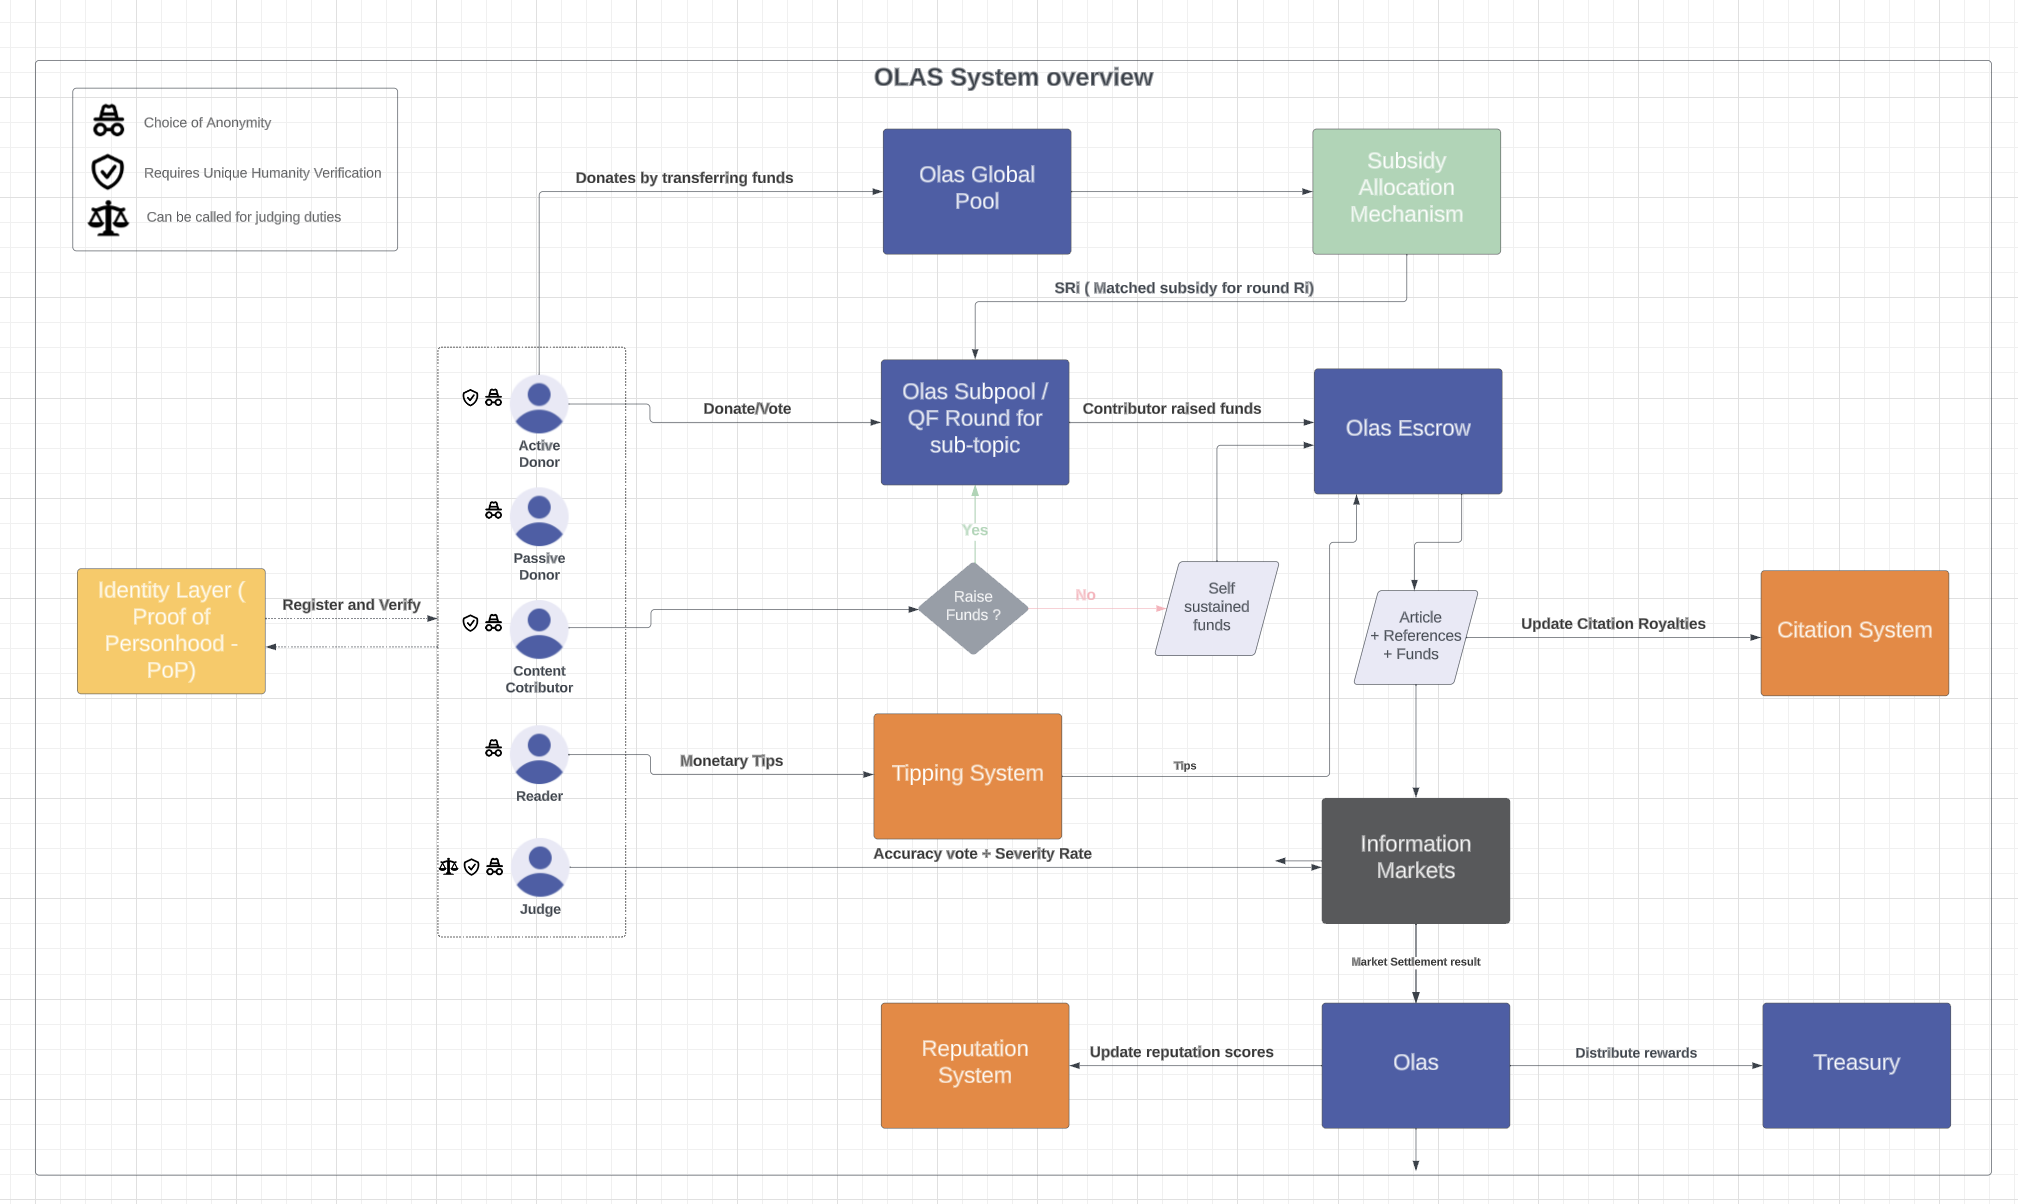 OLAS System overview
Choice of Anonymity
Requires Unique Humanity Verification
Can be called for judging duties
Donates by transferring funds
Olas Global
Pool
Subsidy
Allocation
Mechanism
SRi ( Matched subsidy for round Ri)
Active
Donor
Donate/Vote
Olas Subpool /
QF Round for
sub-topic
Contributor raised funds
Olas Escrow
Passive
Donor
Yes
Identity Layer (
Proof of
Personhood -
PoP)
Register and Verify
Content
Cotributor
Raise
Funds ?
No
Self
sustained
funds
Article
+ References
+ Funds
Update Citation Royalties
Citation System
Reader
Monetary Tips
Tipping System
Tips
Judge
Accuracy vote + Severity Rate
Information
Markets
Market Settlement result
Reputation
System
Update reputation scores
Olas
Distribute rewards
Treasury